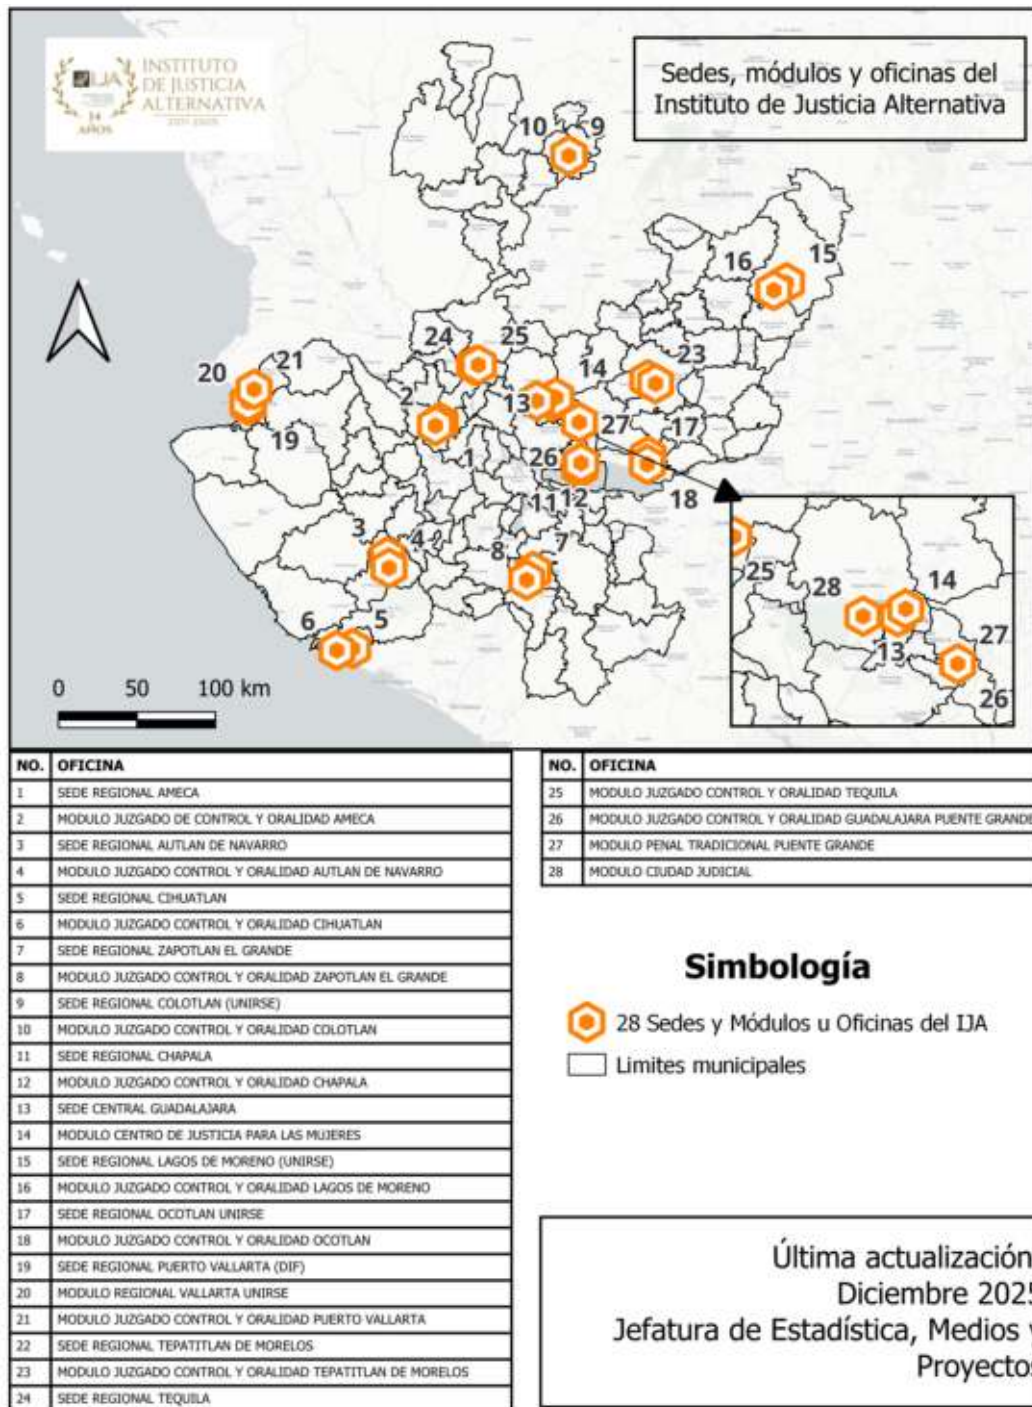 IJA
14
AÑOS
INSTITUTO
DE JUSTICIA
ALTERNATIVA
Sedes, módulos y oficinas del
Instituto de Justicia Alternativa
10
9
16
15
24
25
23
20
21
14
2
13
27
17
19
1
26
11
12
18
3
4
8
7
6
5
25
28
14
13
27
26
0 50 100 km
NO. OFICINA
1 SEDE REGIONAL AMECA
2 MODULO JUZGADO DE CONTROL Y ORALIDAD AMECA
3 SEDE REGIONAL AUTLAN DE NAVARRO
4 MODULO JUZGADO CONTROL Y ORALIDAD AUTLAN DE NAVARRO
5 SEDE REGIONAL CIHUATLAN
6 MODULO JUZGADO CONTROL Y ORALIDAD CIHUATLAN
7 SEDE REGIONAL ZAPOTLAN EL GRANDE
8 MODULO JUZGADO CONTROL Y ORALIDAD ZAPOTLAN EL GRANDE
9 SEDE REGIONAL COLOTLAN (UNIRSE)
10 MODULO JUZGADO CONTROL Y ORALIDAD COLOTLAN
11 SEDE REGIONAL CHAPALA
12 MODULO JUZGADO CONTROL Y ORALIDAD CHAPALA
13 SEDE CENTRAL GUADALAJARA
14 MODULO CENTRO DE JUSTICIA PARA LAS MUJERES
15 SEDE REGIONAL LAGOS DE MORENO (UNIRSE)
16 MODULO JUZGADO CONTROL Y ORALIDAD LAGOS DE MORENO
17 SEDE REGIONAL OCOTLAN UNIRSE
18 MODULO JUZGADO CONTROL Y ORALIDAD OCOTLAN
19 SEDE REGIONAL PUERTO VALLARTA (DIF)
20 MODULO REGIONAL VALLARTA UNIRSE
21 MODULO JUZGADO CONTROL Y ORALIDAD PUERTO VALLARTA
22 SEDE REGIONAL TEPATITLAN DE MORELOS
23 MODULO JUZGADO CONTROL Y ORALIDAD TEPATITLAN DE MORELOS
24 SEDE REGIONAL TEQUILA
NO. OFICINA
25 MODULO JUZGADO CONTROL Y ORALIDAD TEQUILA
26 MODULO JUZGADO CONTROL Y ORALIDAD GUADALAJARA PUENTE GRANDE
27 MODULO PENAL TRADICIONAL PUENTE GRANDE
28 MODULO CIUDAD JUDICIAL
Simbología
28 Sedes y Módulos u Oficinas del IJA
Limites municipales
Última actualización
Diciembre 2025
Jefatura de Estadística, Medios y
Proyectos